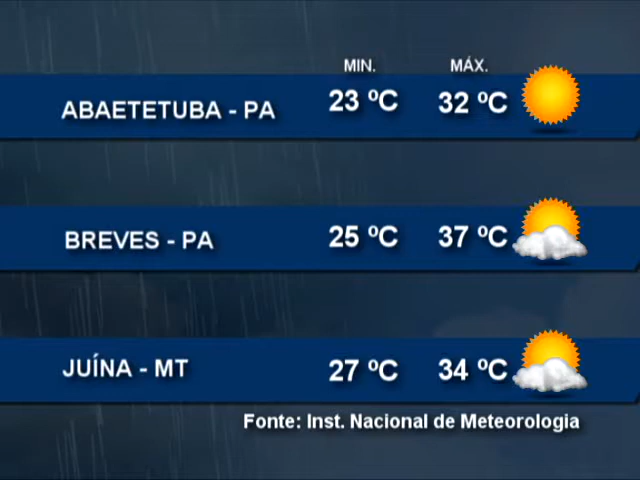 MIN. MÁX.
ABAETETUBA - PA 23 ºC 32 ºC
BREVES - PA 25 ºC 37 ºC
JUÍNA - MT 27 ºC 34 ºC
Fonte: Inst. Nacional de Meteorologia